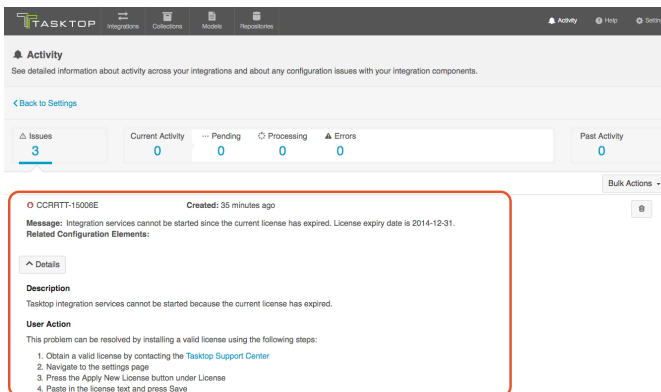 TASKTOP
Integrations Collections Models Repositories
Activity Help
Activity
See detailed information about activity across your integrations and about any configuration issues with your integration components.
Back to Settings
Issues Current Activity Pending Processing Errors Past Activity
3 0 0 0 0 0
Bulk Actions
CCRRTT-15006E Created: 35 minutes ago
Message: Integration services cannot be started since the current license has expired. License expiry date is 2014-12-31.
Related Configuration Elements:
Details
Description
Tasktop integration services cannot be started because the current license has expired.
User Action
This problem can be resolved by installing a valid license using the following steps:
1. Obtain a valid license by contacting the Tasktop Support Center
2. Navigate to the settings page
3. Press the Apply New License button under License
4. Paste in the license text and press Save